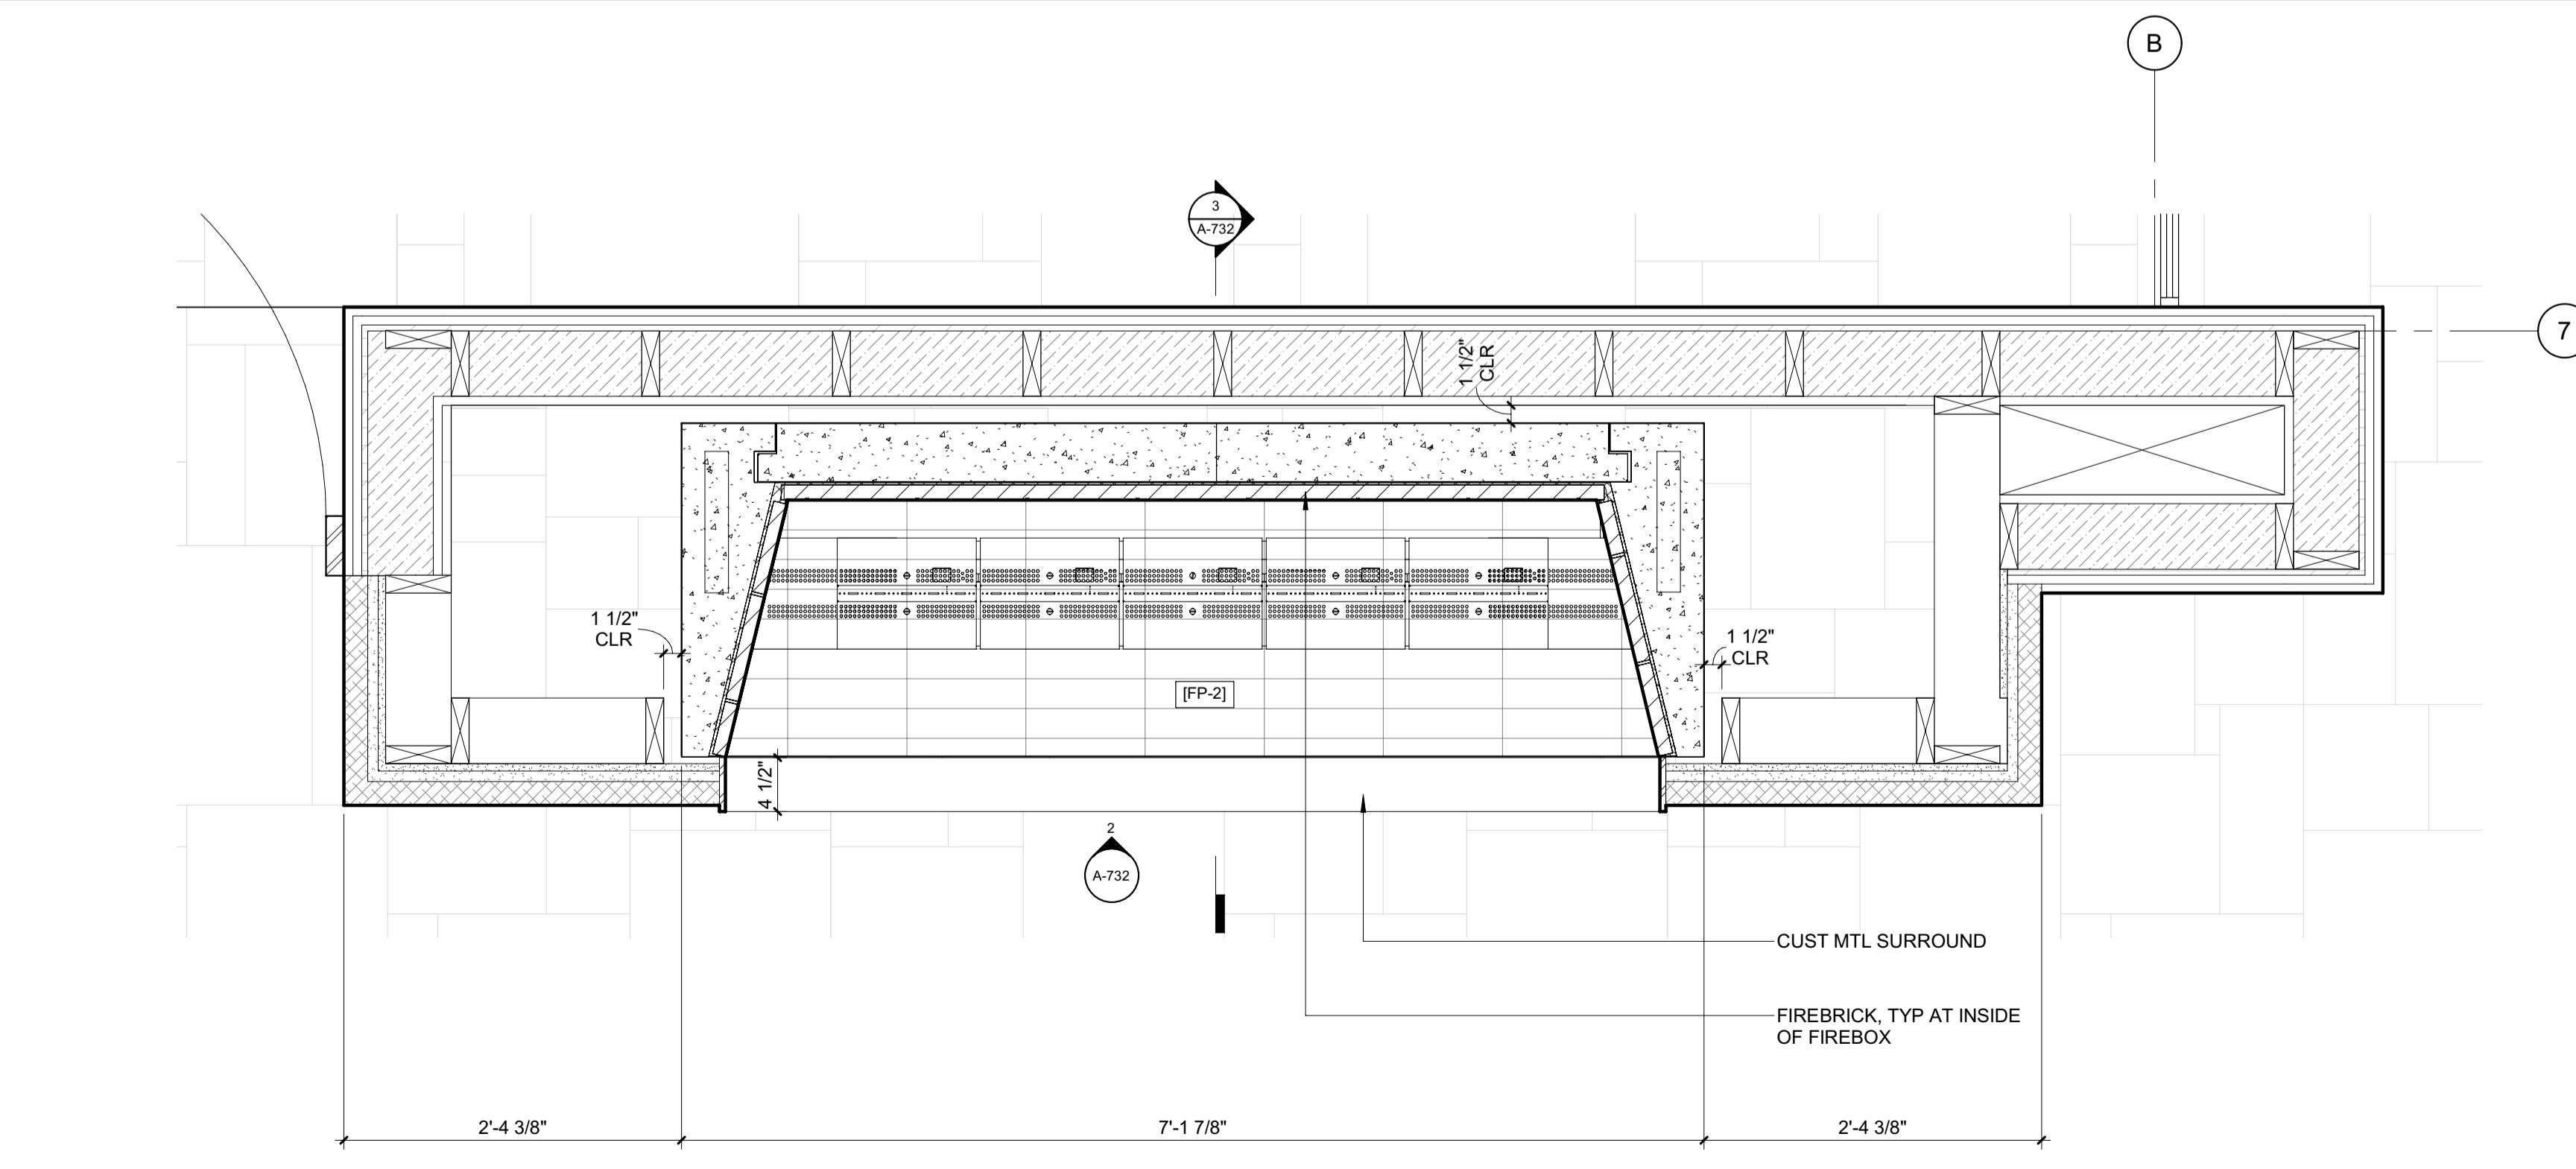 B
3
A-732
7
1 1/2"
CLR
1 1/2"
CLR
1 1/2"
CLR
[FP-2]
4 1/2"
2
A-732
CUST MTL SURROUND
FIREBRICK, TYP AT INSIDE
OF FIREBOX
2'-4 3/8"
7'-1 7/8"
2'-4 3/8"